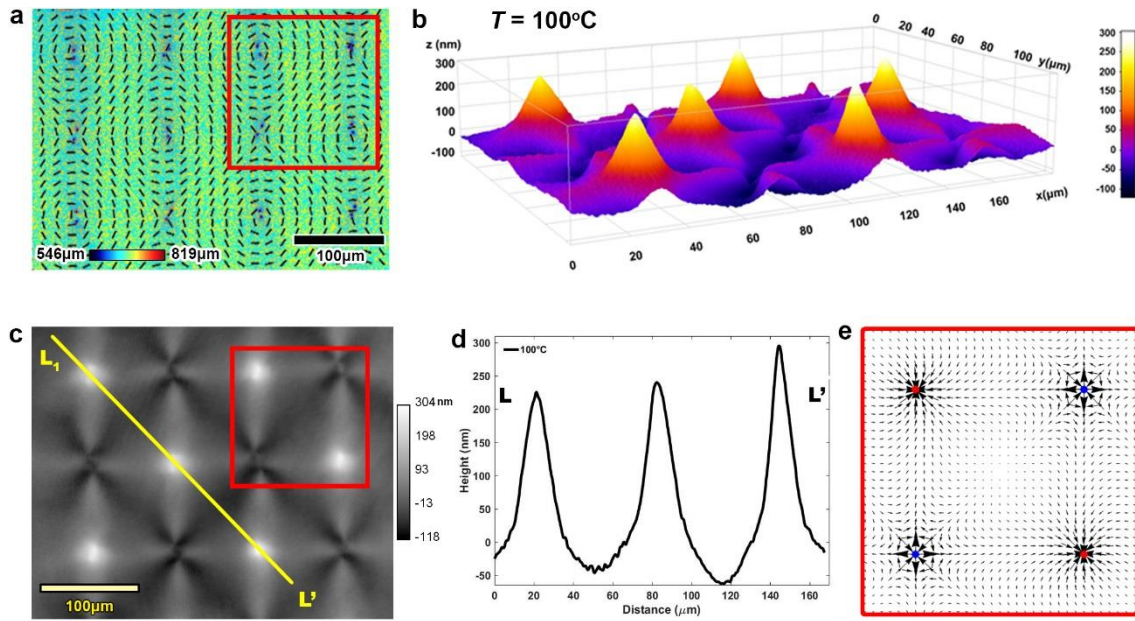 a
546µm
819µm
100µm
b
T = 100°C
z (nm)
300
200
100
0
-100
0
20
40
60
80
100
120
140
160
x(µm)
0
20
40
60
80
100
y(µm)
300
250
200
150
100
50
0
-50
-100
c
L₁
L'
100µm
304 nm
198
93
-13
-118
d
100°C
L
L'
Height (nm)
300
250
200
150
100
50
0
-50
0
20
40
60
80
100
120
140
160
Distance (µm)
e